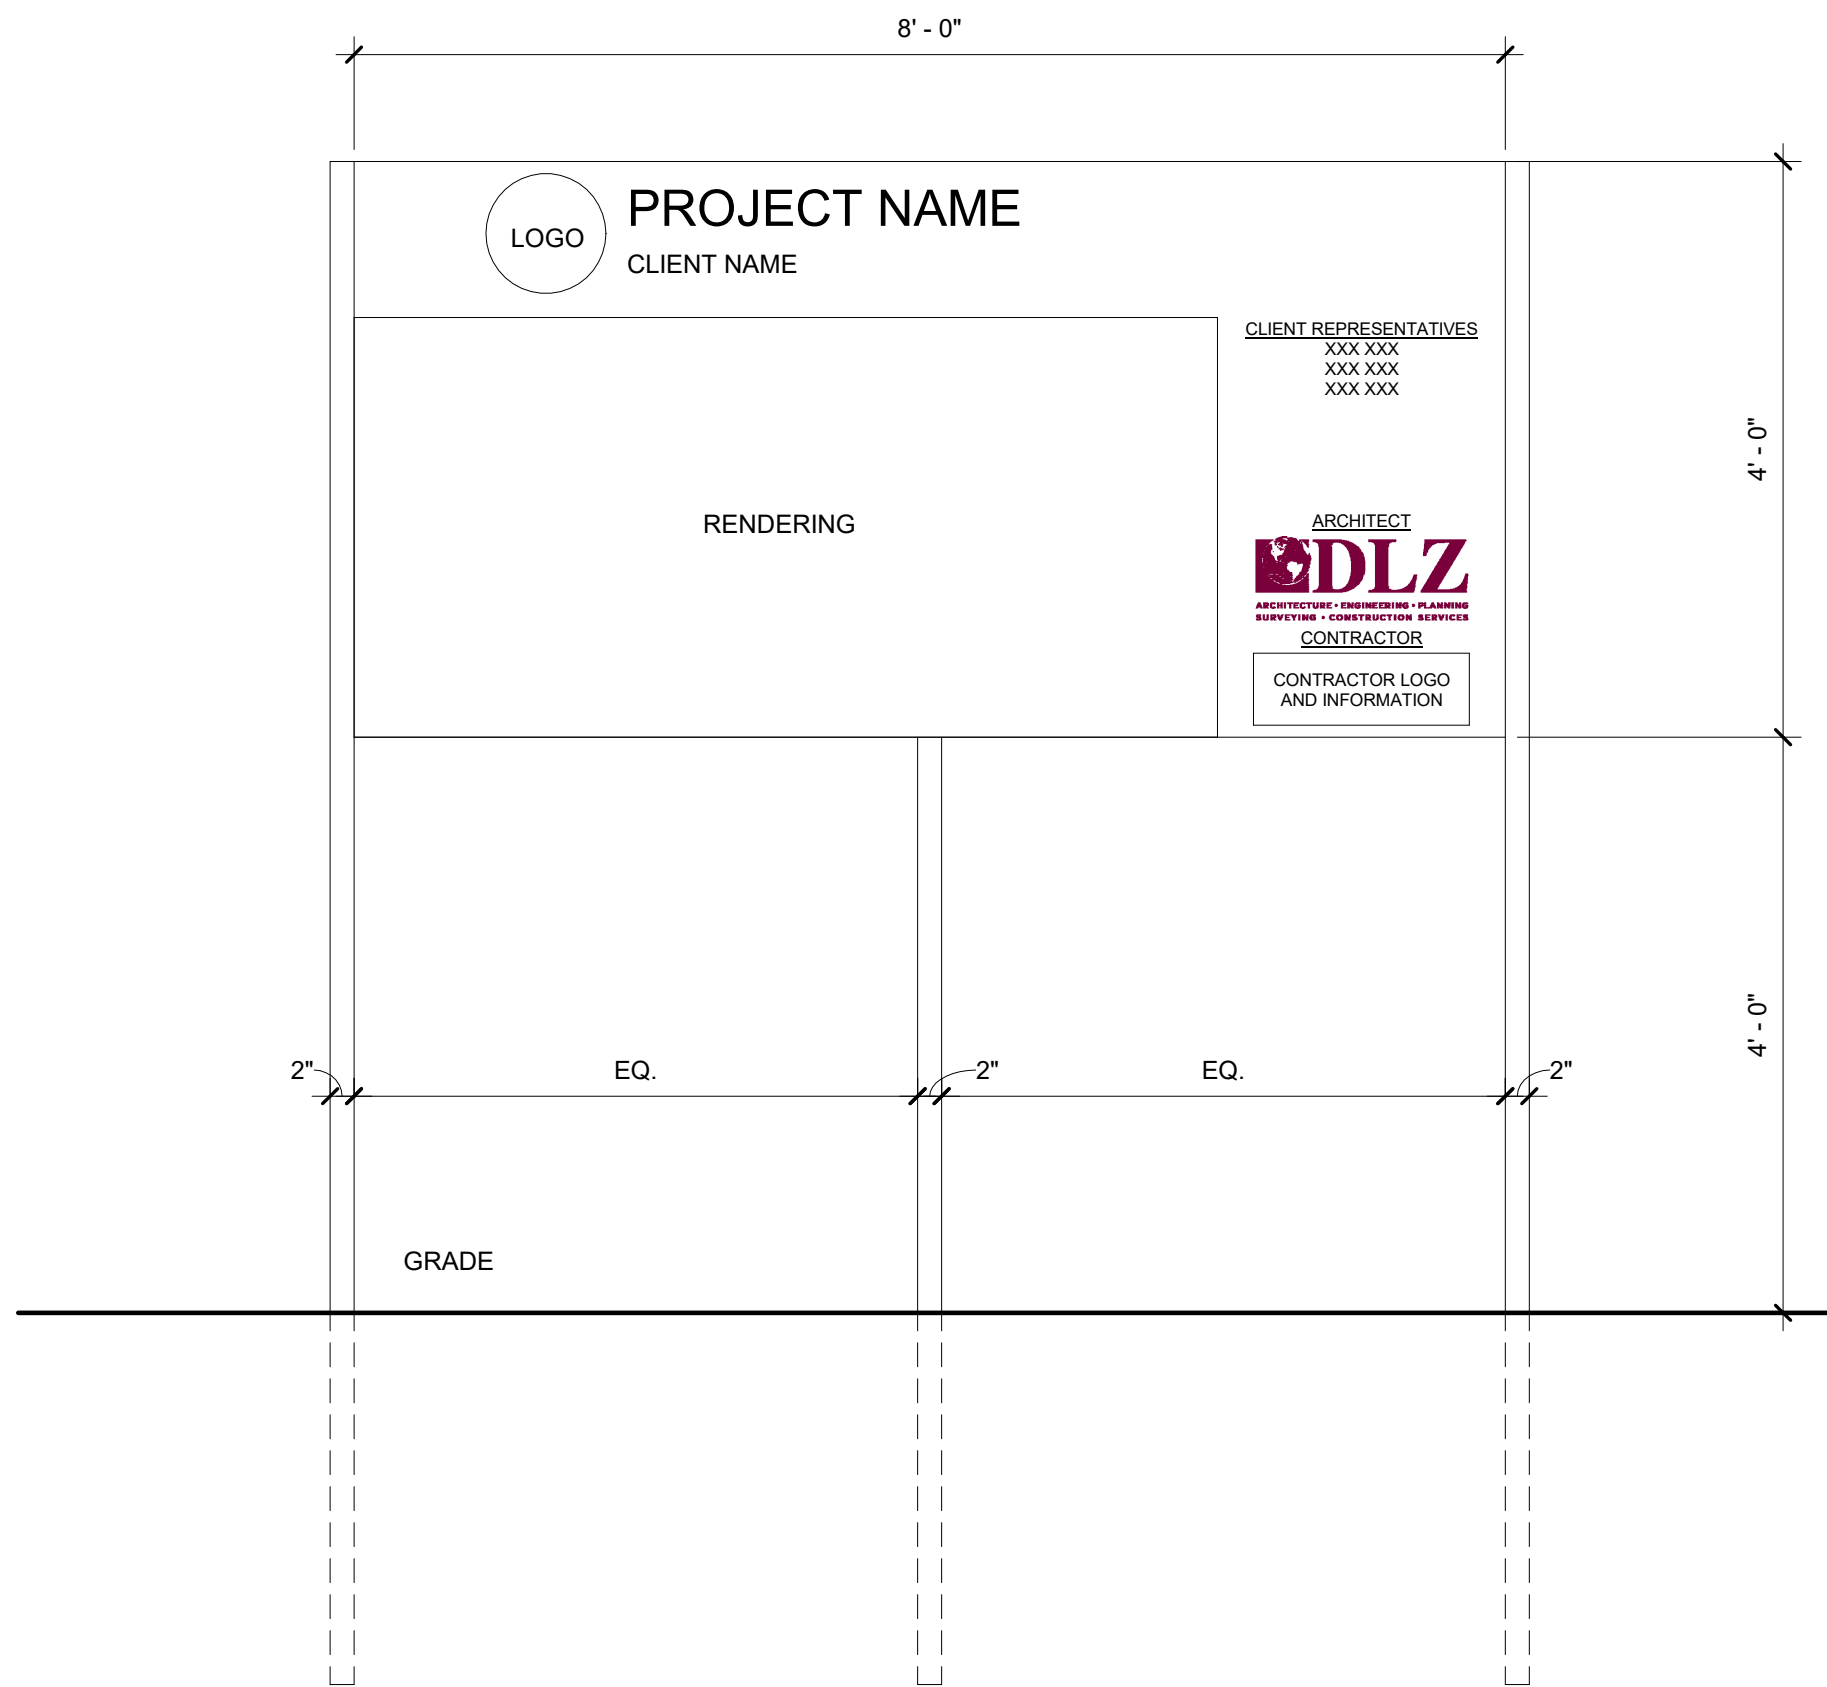 8' - 0"
LOGO
PROJECT NAME
CLIENT NAME
CLIENT REPRESENTATIVES
XXX XXX
XXX XXX
XXX XXX
4' - 0"
RENDERING
ARCHITECT
DLZ
ARCHITECTURE • ENGINEERING • PLANNING
SURVEYING • CONSTRUCTION SERVICES
CONTRACTOR
CONTRACTOR LOGO
AND INFORMATION
4' - 0"
2"
EQ.
2"
EQ.
2"
GRADE